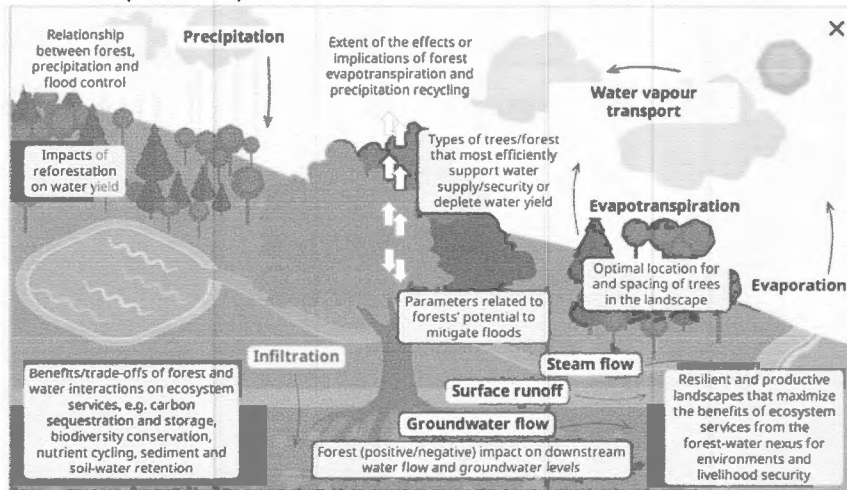 Relationship
between forest,
precipitation and
flood control
Precipitation
Extent of the effects or
implications of forest
evapotranspiration and
precipitation recycling
Water vapour
transport
Impacts of
reforestation
on water yield
Types of trees/forest
that most efficiently
support water
supply/security or
deplete water yield
Evapotranspiration
Optimal location for
and spacing of trees
in the landscape
Evaporation
Parameters related to
forests' potential to
mitigate floods
Infiltration
Steam flow
Surface runoff
Groundwater flow
Benefits/trade-offs of forest and
water interactions on ecosystem
services, e.g. carbon
sequestration and storage,
biodiversity conservation,
nutrient cycling, sediment and
soil-water retention
Forest (positive/negative) impact on downstream
water flow and groundwater levels
Resilient and productive
landscapes that maximize
the benefits of ecosystem
services from the
forest-water nexus for
environments and
livelihood security